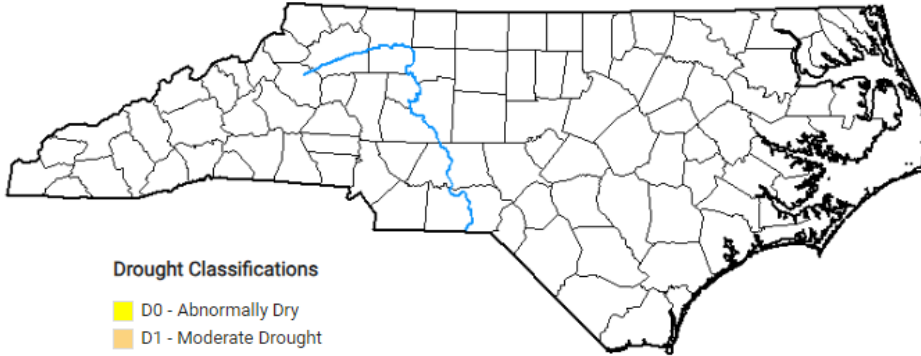 Drought Classifications
D0 - Abnormally Dry
D1 - Moderate Drought